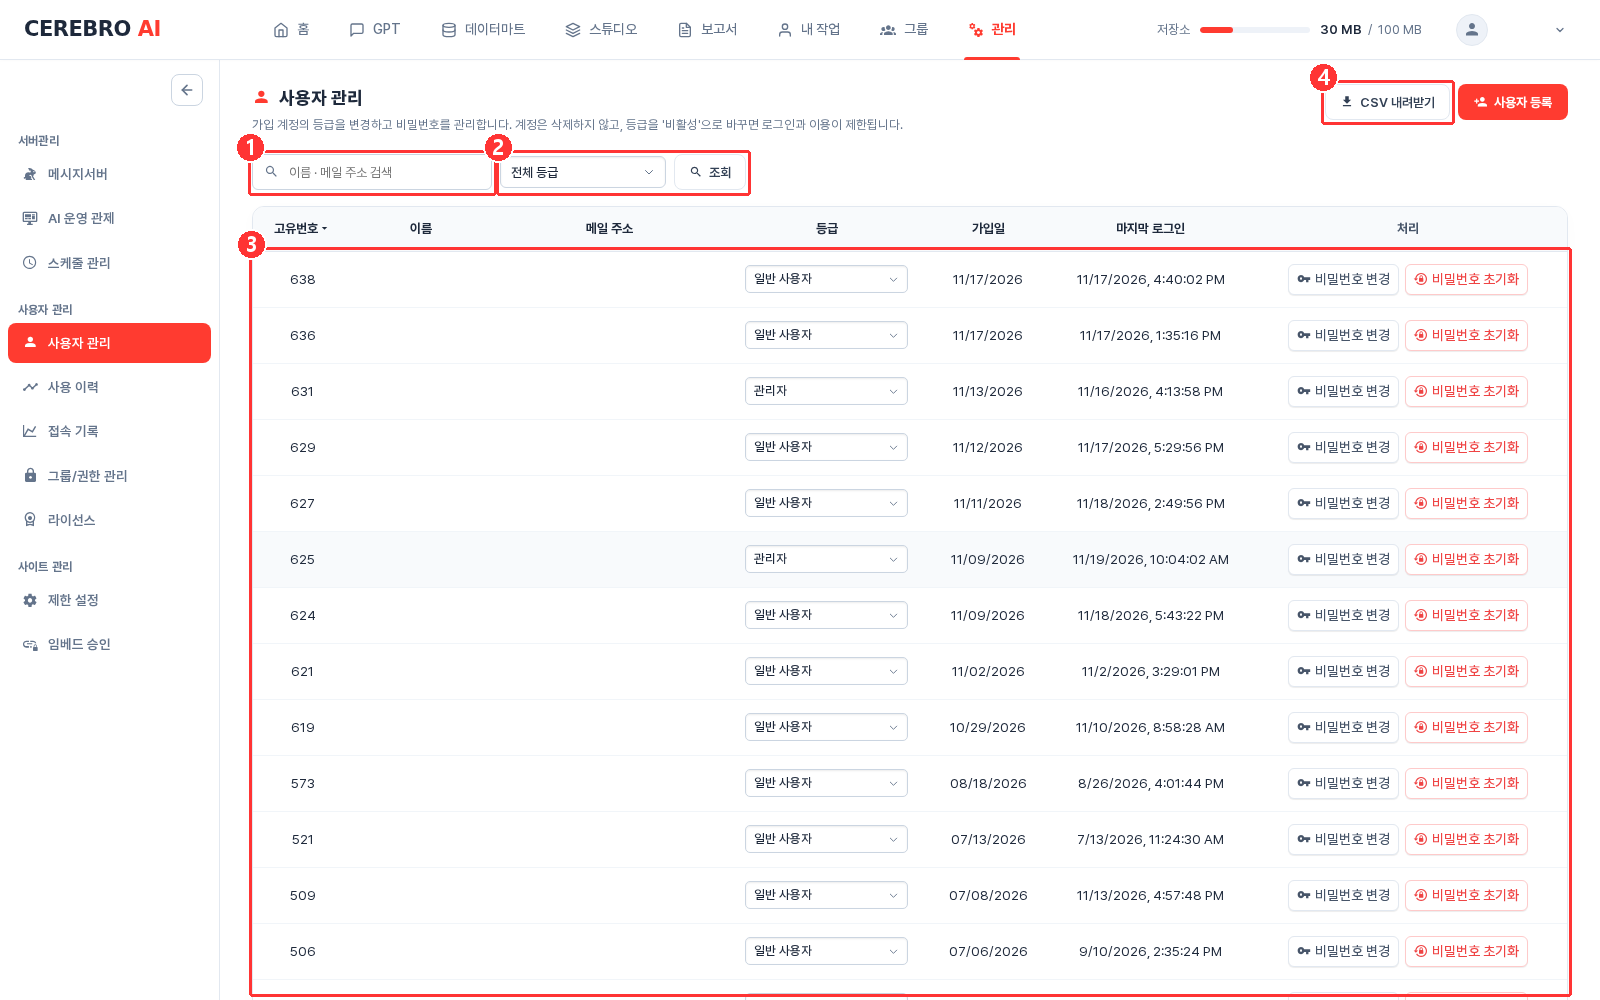 CEREBRO AI
홈
GPT
데이터마트
스튜디오
보고서
내 작업
그룹
관리
저장소
30 MB / 100 MB
서버관리
메시지서버
AI 운영 관제
스케줄 관리
사용자 관리
사용자 관리
사용 이력
접속 기록
그룹/권한 관리
라이선스
사이트 관리
제한 설정
임베드 승인
사용자 관리
가입 계정의 등급을 변경하고 비밀번호를 관리합니다. 계정은 삭제하지 않고, 등급을 '비활성'으로 바꾸면 로그인과 이용이 제한됩니다.
4
CSV 내려받기
사용자 등록
1
이름 · 메일 주소 검색
2
전체 등급
조회
3
고유번호 이름 메일 주소 등급 가입일 마지막 로그인 처리
638 일반 사용자 11/17/2026 11/17/2026, 4:40:02 PM 비밀번호 변경 비밀번호 초기화
636 일반 사용자 11/17/2026 11/17/2026, 1:35:16 PM 비밀번호 변경 비밀번호 초기화
631 관리자 11/13/2026 11/16/2026, 4:13:58 PM 비밀번호 변경 비밀번호 초기화
629 일반 사용자 11/12/2026 11/17/2026, 5:29:56 PM 비밀번호 변경 비밀번호 초기화
627 일반 사용자 11/11/2026 11/18/2026, 2:49:56 PM 비밀번호 변경 비밀번호 초기화
625 관리자 11/09/2026 11/19/2026, 10:04:02 AM 비밀번호 변경 비밀번호 초기화
624 일반 사용자 11/09/2026 11/18/2026, 5:43:22 PM 비밀번호 변경 비밀번호 초기화
621 일반 사용자 11/02/2026 11/2/2026, 3:29:01 PM 비밀번호 변경 비밀번호 초기화
619 일반 사용자 10/29/2026 11/10/2026, 8:58:28 AM 비밀번호 변경 비밀번호 초기화
573 일반 사용자 08/18/2026 8/26/2026, 4:01:44 PM 비밀번호 변경 비밀번호 초기화
521 일반 사용자 07/13/2026 7/13/2026, 11:24:30 AM 비밀번호 변경 비밀번호 초기화
509 일반 사용자 07/08/2026 11/13/2026, 4:57:48 PM 비밀번호 변경 비밀번호 초기화
506 일반 사용자 07/06/2026 9/10/2026, 2:35:24 PM 비밀번호 변경 비밀번호 초기화